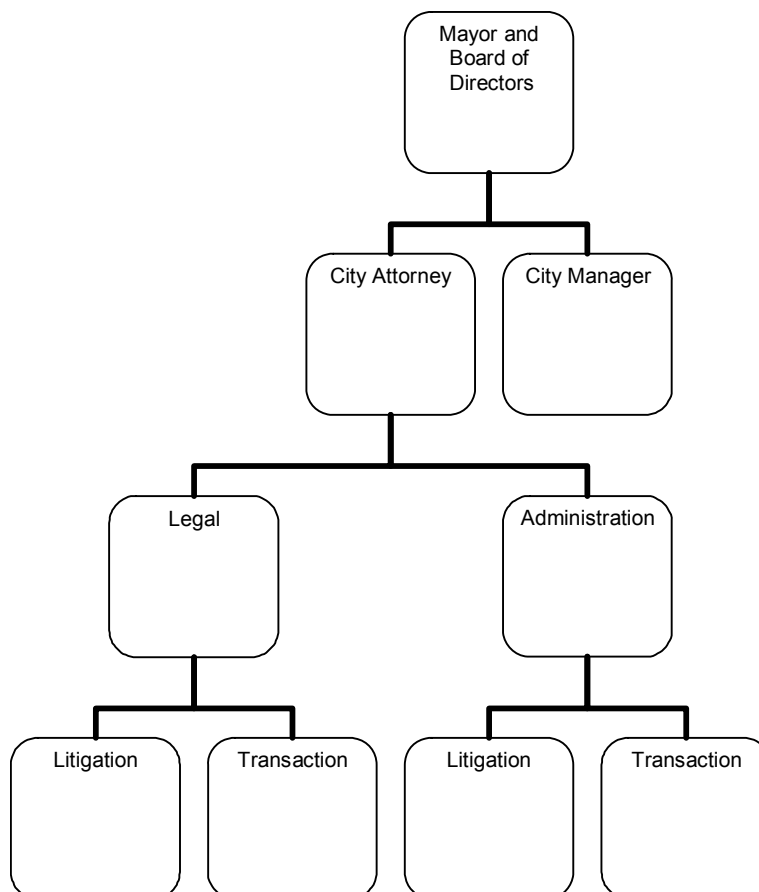 Mayor and
Board of
Directors
City Attorney
City Manager
Legal
Administration
Litigation
Transaction
Litigation
Transaction